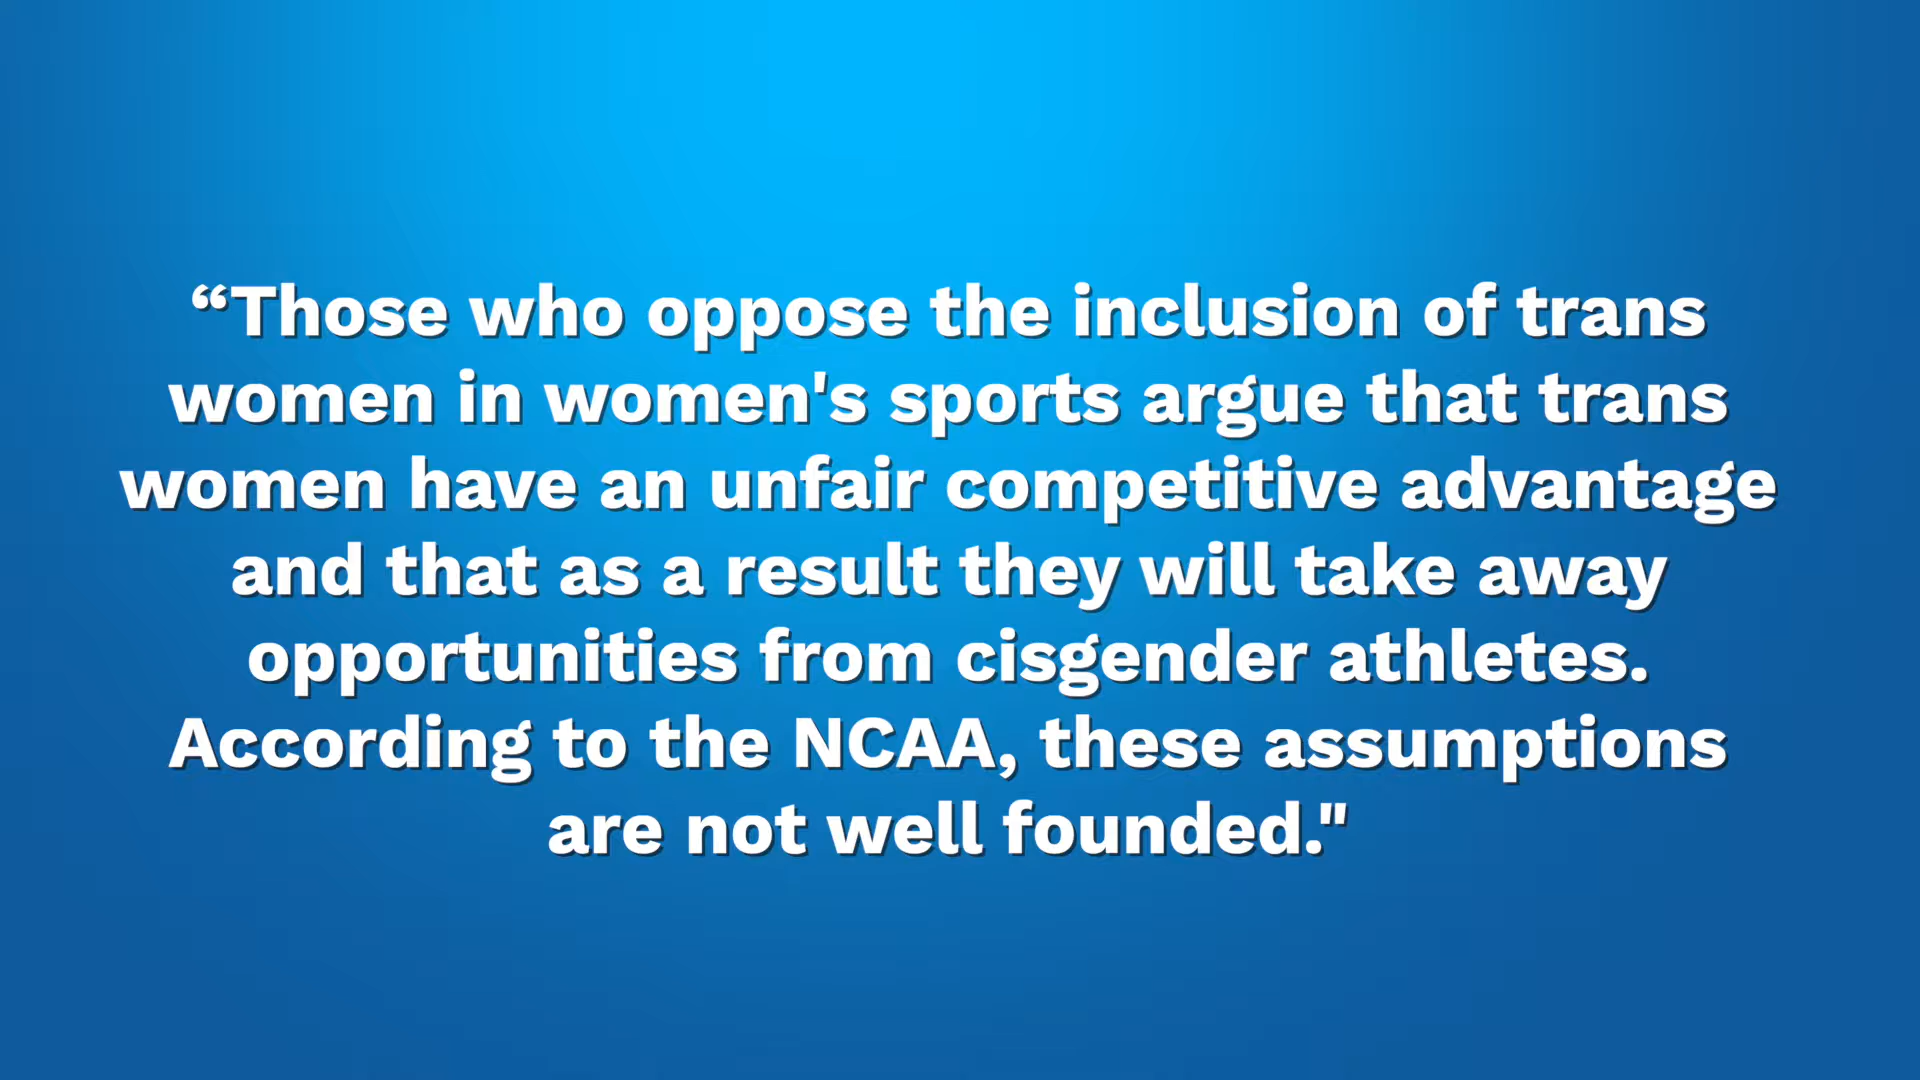 “Those who oppose the inclusion of trans
women in women's sports argue that trans
women have an unfair competitive advantage
and that as a result they will take away
opportunities from cisgender athletes.
According to the NCAA, these assumptions
are not well founded."